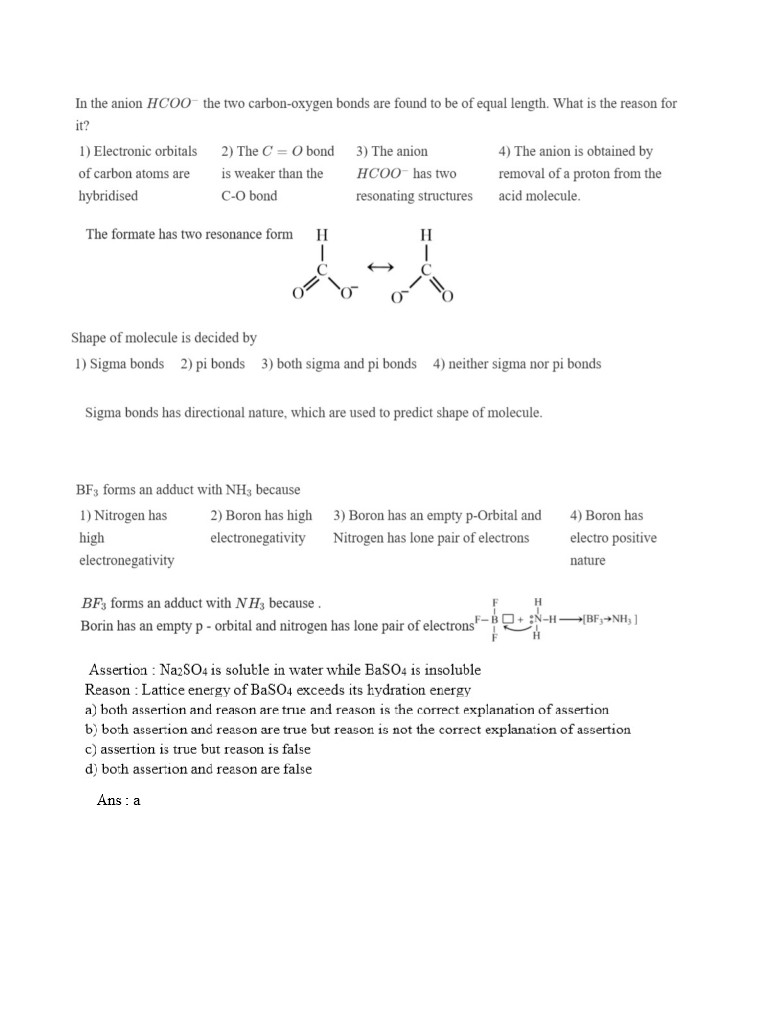 In the anion HCOO⁻ the two carbon-oxygen bonds are found to be of equal length. What is the reason for
it?
1) Electronic orbitals of carbon atoms are hybridised
2) The C = O bond is weaker than the C-O bond
3) The anion HCOO⁻ has two resonating structures
4) The anion is obtained by removal of a proton from the acid molecule.
The formate has two resonance form
H H
C ↔ C
O O⁻ O⁻ O
Shape of molecule is decided by
1) Sigma bonds 2) pi bonds 3) both sigma and pi bonds 4) neither sigma nor pi bonds
Sigma bonds has directional nature, which are used to predict shape of molecule.
BF₃ forms an adduct with NH₃ because
1) Nitrogen has high electronegativity
2) Boron has high electronegativity
3) Boron has an empty p-Orbital and Nitrogen has lone pair of electrons
4) Boron has electro positive nature
BF₃ forms an adduct with NH₃ because .
Borin has an empty p - orbital and nitrogen has lone pair of electrons
F H
F–B□ + :N–H⟶[BF₃→NH₃ ]
F H
Assertion : Na₂SO₄ is soluble in water while BaSO₄ is insoluble
Reason : Lattice energy of BaSO₄ exceeds its hydration energy
a) both assertion and reason are true and reason is the correct explanation of assertion
b) both assertion and reason are true but reason is not the correct explanation of assertion
c) assertion is true but reason is false
d) both assertion and reason are false
Ans : a